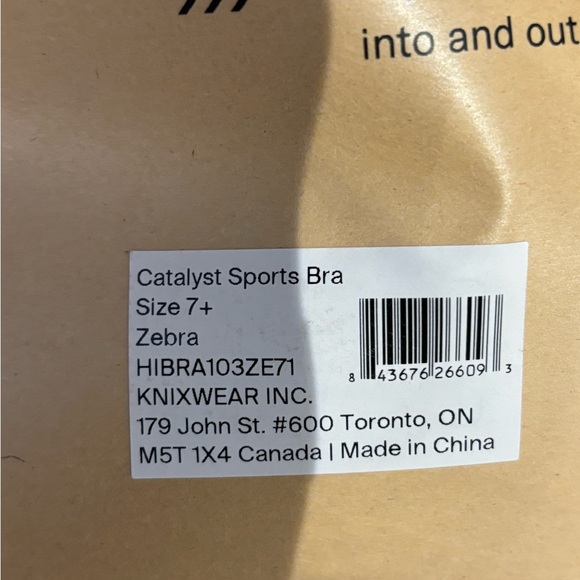 into and out
Catalyst Sports Bra
Size 7+
Zebra
HIBRA103ZE71
KNIXWEAR INC.
179 John St. #600 Toronto, ON
M5T 1X4 Canada | Made in China
8 43676 26609 3